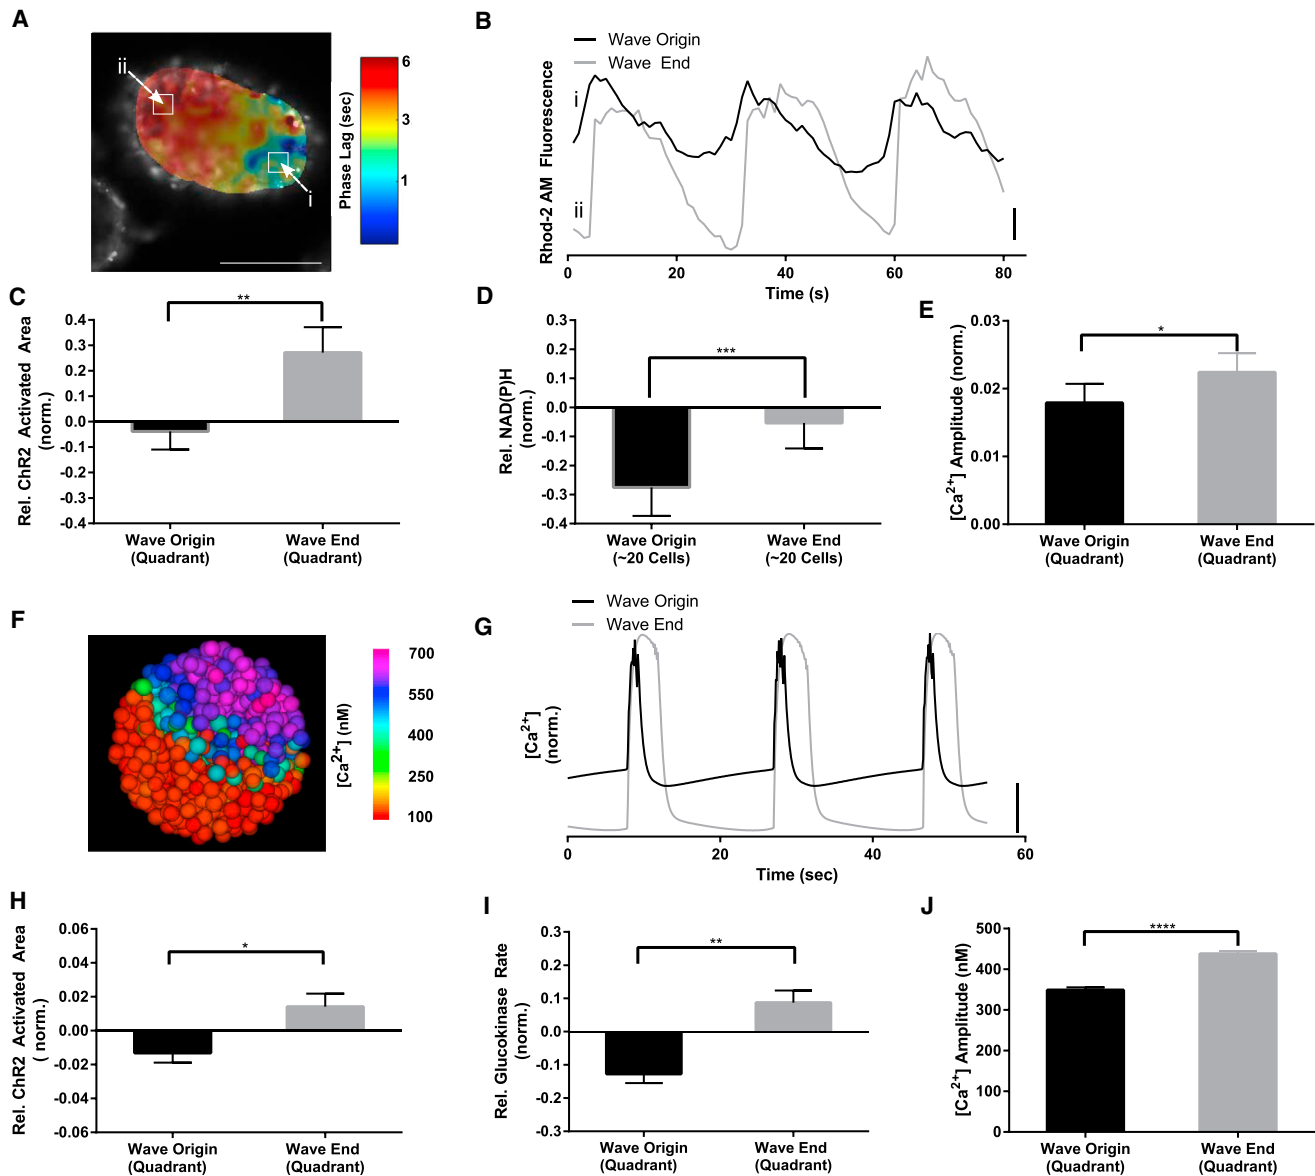 A
ii
i
6
3
1
Phase Lag (sec)
B
Wave Origin
Wave End
i
ii
Rhod-2 AM Fluorescence
0
20
40
60
80
Time (s)
C
**
0.4
0.3
0.2
0.1
0.0
-0.1
-0.2
-0.3
-0.4
Rel. ChR2 Activated Area
(norm.)
Wave Origin
(Quadrant)
Wave End
(Quadrant)
D
***
0.3
0.2
0.1
0.0
-0.1
-0.2
-0.3
-0.4
Rel. NAD(P)H
(norm.)
Wave Origin
(~20 Cells)
Wave End
(~20 Cells)
E
*
0.03
0.02
0.01
0.00
[Ca2+] Amplitude (norm.)
Wave Origin
(Quadrant)
Wave End
(Quadrant)
F
700
550
400
250
100
[Ca2+] (nM)
G
Wave Origin
Wave End
[Ca2+]
(norm.)
0
20
40
60
Time (sec)
H
*
0.06
0.04
0.02
0.00
-0.02
-0.04
-0.06
Rel. ChR2 Activated Area
( norm.)
Wave Origin
(Quadrant)
Wave End
(Quadrant)
I
**
0.3
0.2
0.1
0.0
-0.1
-0.2
-0.3
Rel. Glucokinase Rate
(norm.)
Wave Origin
(Quadrant)
Wave End
(Quadrant)
J
****
500
400
300
200
100
0
[Ca2+] Amplitude (nM)
Wave Origin
(Quadrant)
Wave End
(Quadrant)